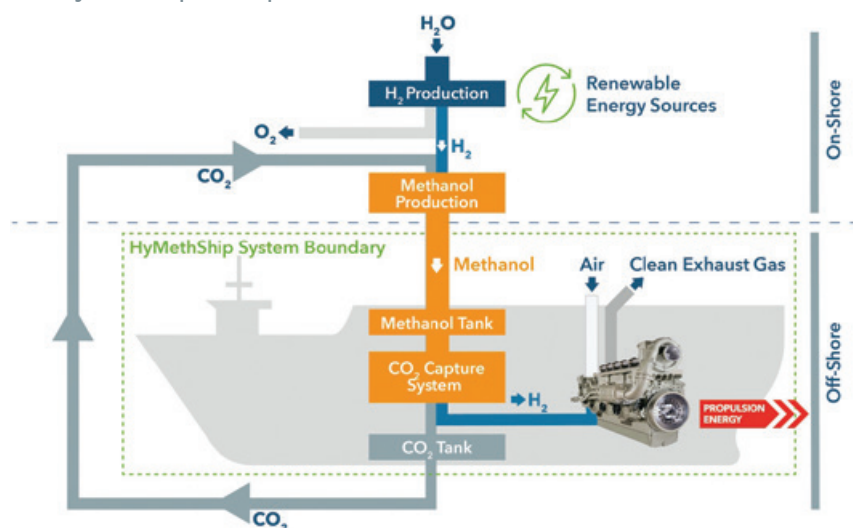 H₂O
H₂ Production
Renewable
Energy Sources
O₂
H₂
CO₂
Methanol
Production
On-Shore
HyMethShip System Boundary
Methanol
Air
Clean Exhaust Gas
Methanol Tank
CO₂ Capture
System
H₂
PROPULSION
ENERGY
CO₂ Tank
Off-Shore
CO₂